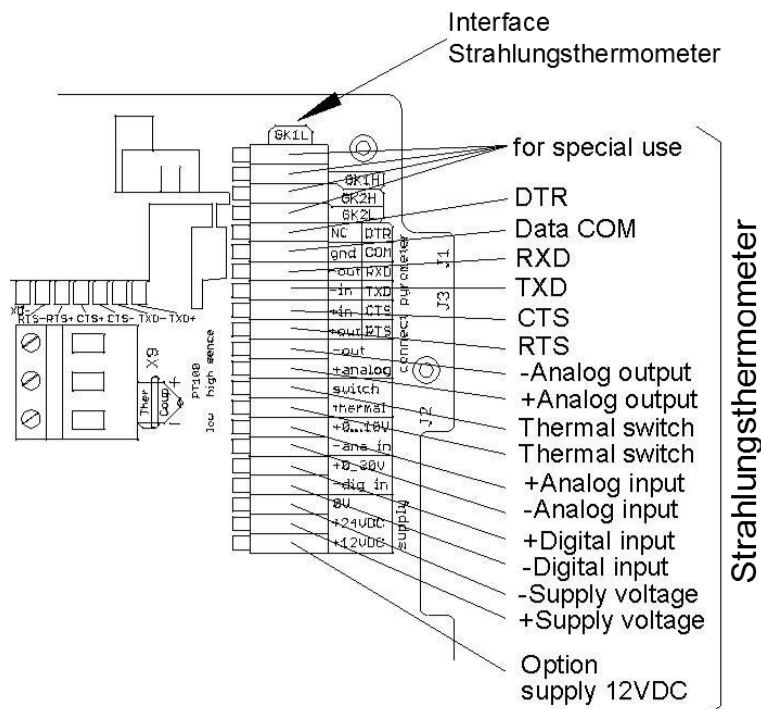 Interface
Strahlungsthermometer
GK1L
for special use
GK1H
GK2H
GK2L
DTR
NC DTR
Data COM
gnd COM
RXD
-out RXD
TXD
-in TXD
CTS
+in CTS
RTS
+out RTS
-Analog output
-out
+Analog output
+analog
Thermal switch
switch
Thermal switch
thermal
+Analog input
+0...10V
-Analog input
-ana in
+Digital input
+0_30V
-Digital input
-dig in
-Supply voltage
0V
+Supply voltage
+24VDC
Option
supply 12VDC
+12VDC
supply
connect pyrometer
J1
J3
J2
Strahlungsthermometer
RTS-RTS+CTS+CTS-TXD-TXD+
X9
Ther
Coup
+
-
PT100
low high